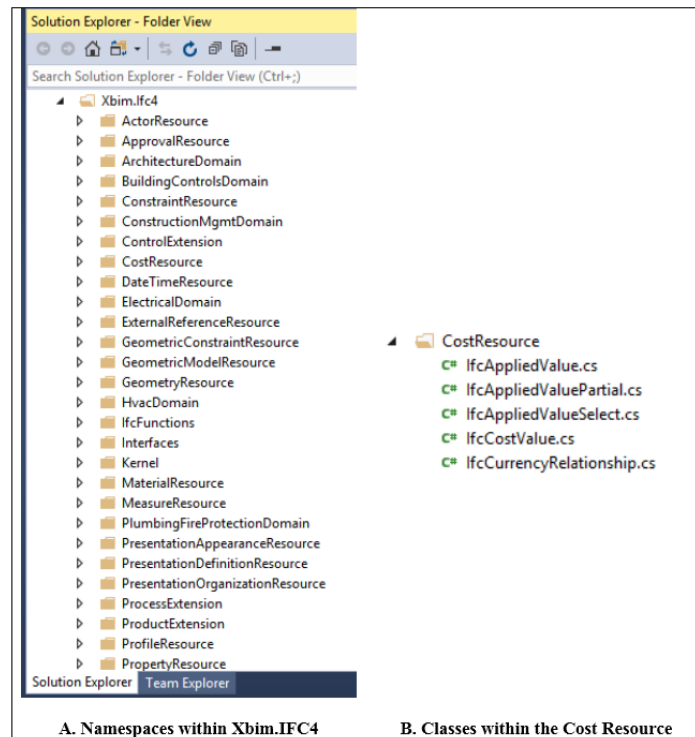 Solution Explorer - Folder View
Search Solution Explorer - Folder View (Ctrl+;)
Xbim.Ifc4
ActorResource
ApprovalResource
ArchitectureDomain
BuildingControlsDomain
ConstraintResource
ConstructionMgmtDomain
ControlExtension
CostResource
DateTimeResource
ElectricalDomain
ExternalReferenceResource
GeometricConstraintResource
GeometricModelResource
GeometryResource
HvacDomain
IfcFunctions
Interfaces
Kernel
MaterialResource
MeasureResource
PlumbingFireProtectionDomain
PresentationAppearanceResource
PresentationDefinitionResource
PresentationOrganizationResource
ProcessExtension
ProductExtension
ProfileResource
PropertyResource
Solution Explorer Team Explorer
A. Namespaces within Xbim.IFC4
CostResource
C# IfcAppliedValue.cs
C# IfcAppliedValuePartial.cs
C# IfcAppliedValueSelect.cs
C# IfcCostValue.cs
C# IfcCurrencyRelationship.cs
B. Classes within the Cost Resource